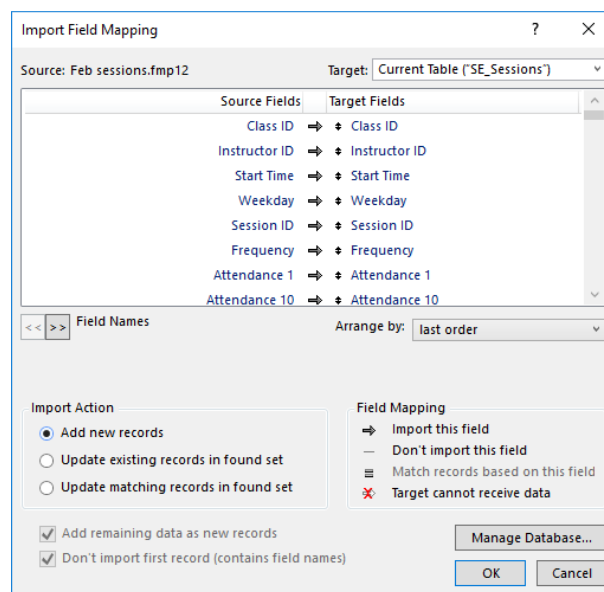 Import Field Mapping ?
Source: Feb sessions.fmp12 Target: Current Table ("SE_Sessions")
Source Fields Target Fields
Class ID Class ID
Instructor ID Instructor ID
Start Time Start Time
Weekday Weekday
Session ID Session ID
Frequency Frequency
Attendance 1 Attendance 1
Attendance 10 Attendance 10
<< >> Field Names Arrange by: last order
Import Action
Add new records
Update existing records in found set
Update matching records in found set
Field Mapping
Import this field
Don't import this field
Match records based on this field
Target cannot receive data
Add remaining data as new records
Don't import first record (contains field names)
Manage Database...
OK Cancel